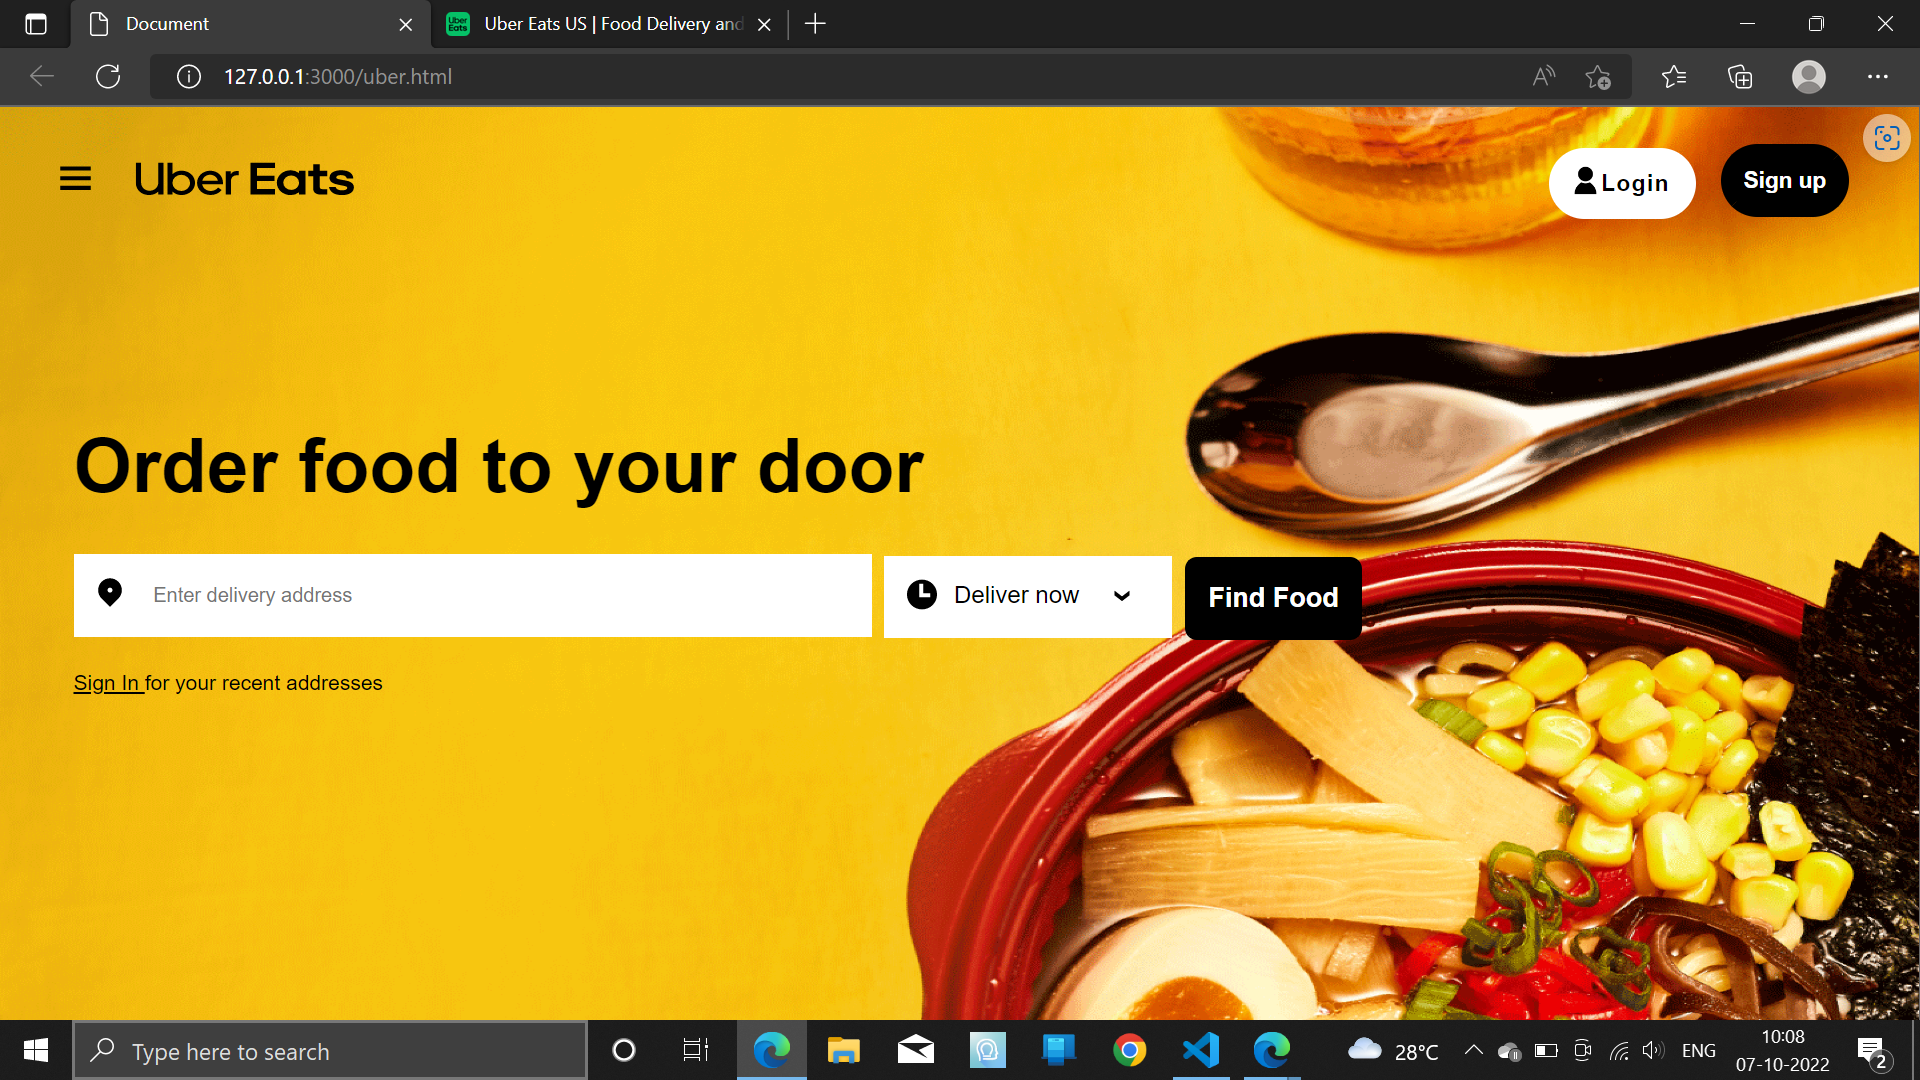 Document
Uber Eats US | Food Delivery and
127.0.0.1:3000/uber.html
Uber Eats
Login
Sign up
Order food to your door
Enter delivery address
Deliver now
Find Food
Sign In for your recent addresses
Type here to search
28°C
ENG
10:08
07-10-2022
2